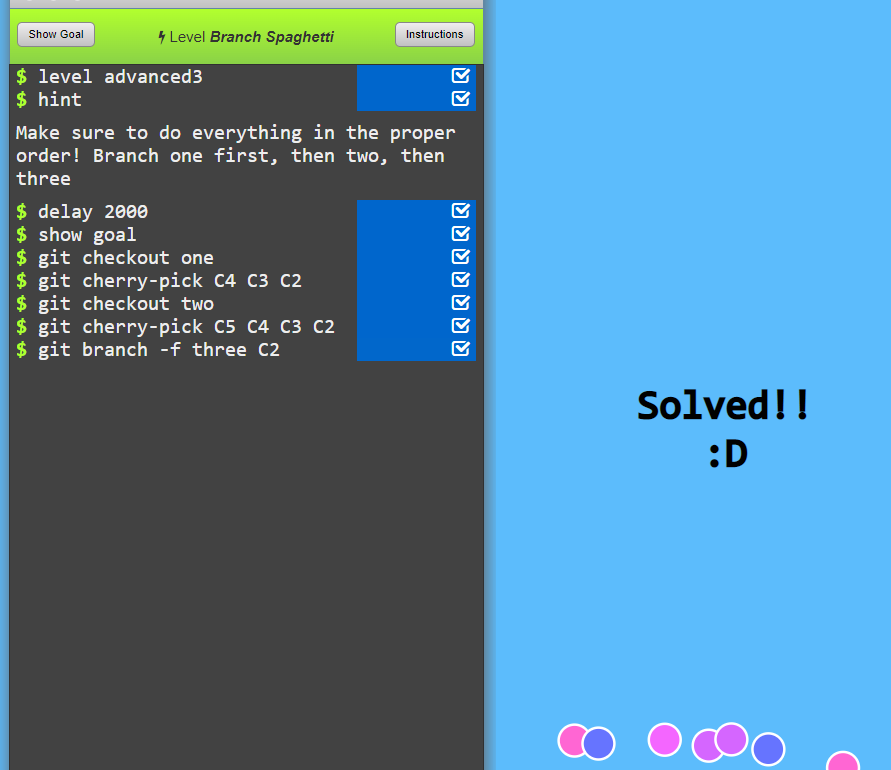 Show Goal
Level Branch Spaghetti
Instructions
$ level advanced3
$ hint
Make sure to do everything in the proper
order! Branch one first, then two, then
three
$ delay 2000
$ show goal
$ git checkout one
$ git cherry-pick C4 C3 C2
$ git checkout two
$ git cherry-pick C5 C4 C3 C2
$ git branch -f three C2
Solved!!
:D